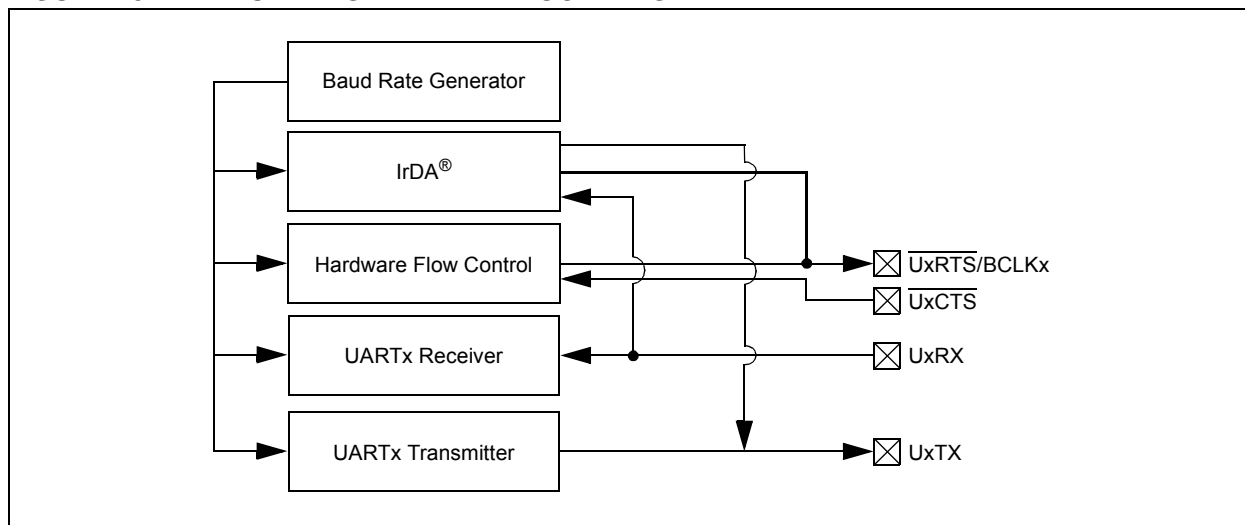 Baud Rate Generator
IrDA®
Hardware Flow Control
UxRTS/BCLKx
UxCTS
UARTx Receiver
UxRX
UARTx Transmitter
UxTX